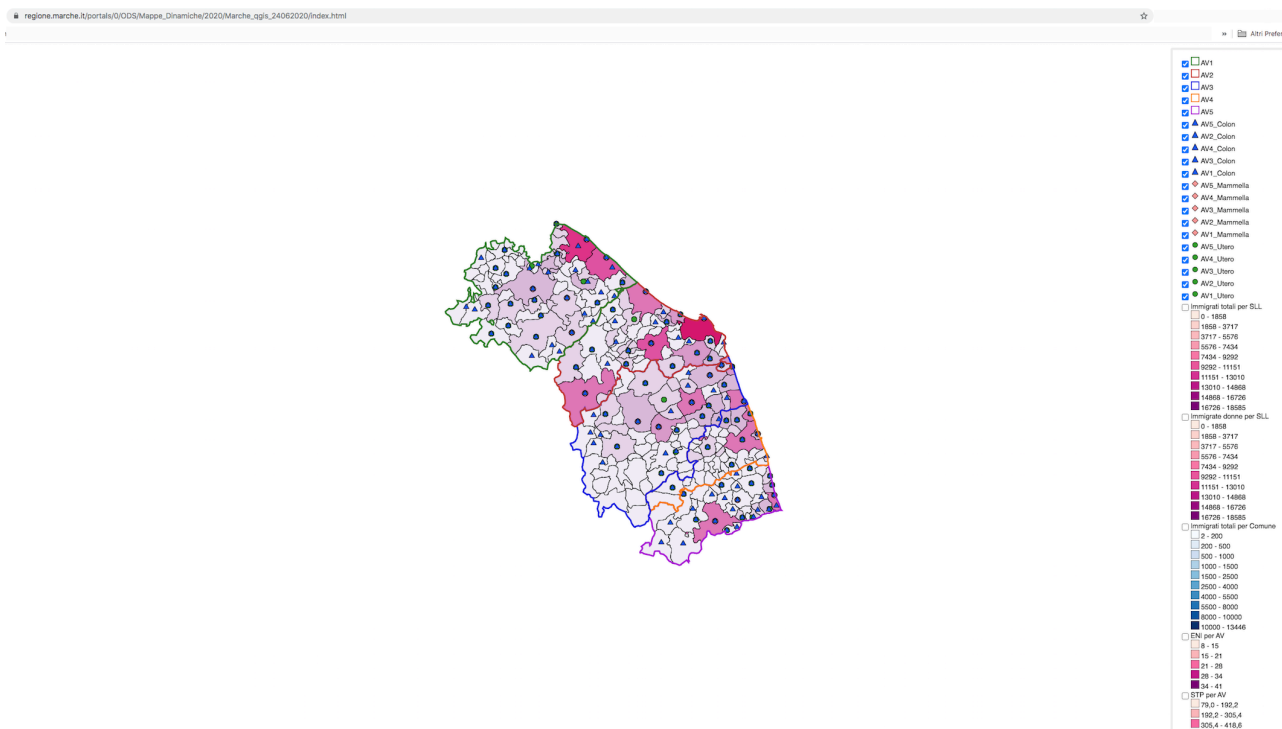 regione.marche.it/portals/0/ODS/Mappe_Dinamiche/2020/Marche_qgis_24062020/index.html
» Altri Prefer
AV1
AV2
AV3
AV4
AV5
AV5_Colon
AV2_Colon
AV4_Colon
AV3_Colon
AV1_Colon
AV5_Mammella
AV4_Mammella
AV3_Mammella
AV2_Mammella
AV1_Mammella
AV5_Utero
AV4_Utero
AV3_Utero
AV2_Utero
AV1_Utero
Immigrati totali per SLL
0 - 1858
1858 - 3717
3717 - 5576
5576 - 7434
7434 - 9292
9292 - 11151
11151 - 13010
13010 - 14868
14868 - 16726
16726 - 18585
Immigrate donne per SLL
0 - 1858
1858 - 3717
3717 - 5576
5576 - 7434
7434 - 9292
9292 - 11151
11151 - 13010
13010 - 14868
14868 - 16726
16726 - 18585
Immigrati totali per Comune
2 - 200
200 - 500
500 - 1000
1000 - 1500
1500 - 2500
2500 - 4000
4000 - 5500
5500 - 8000
8000 - 10000
10000 - 13446
ENI per AV
8 - 15
15 - 21
21 - 28
28 - 34
34 - 41
STP per AV
79,0 - 192,2
192,2 - 305,4
305,4 - 418,6